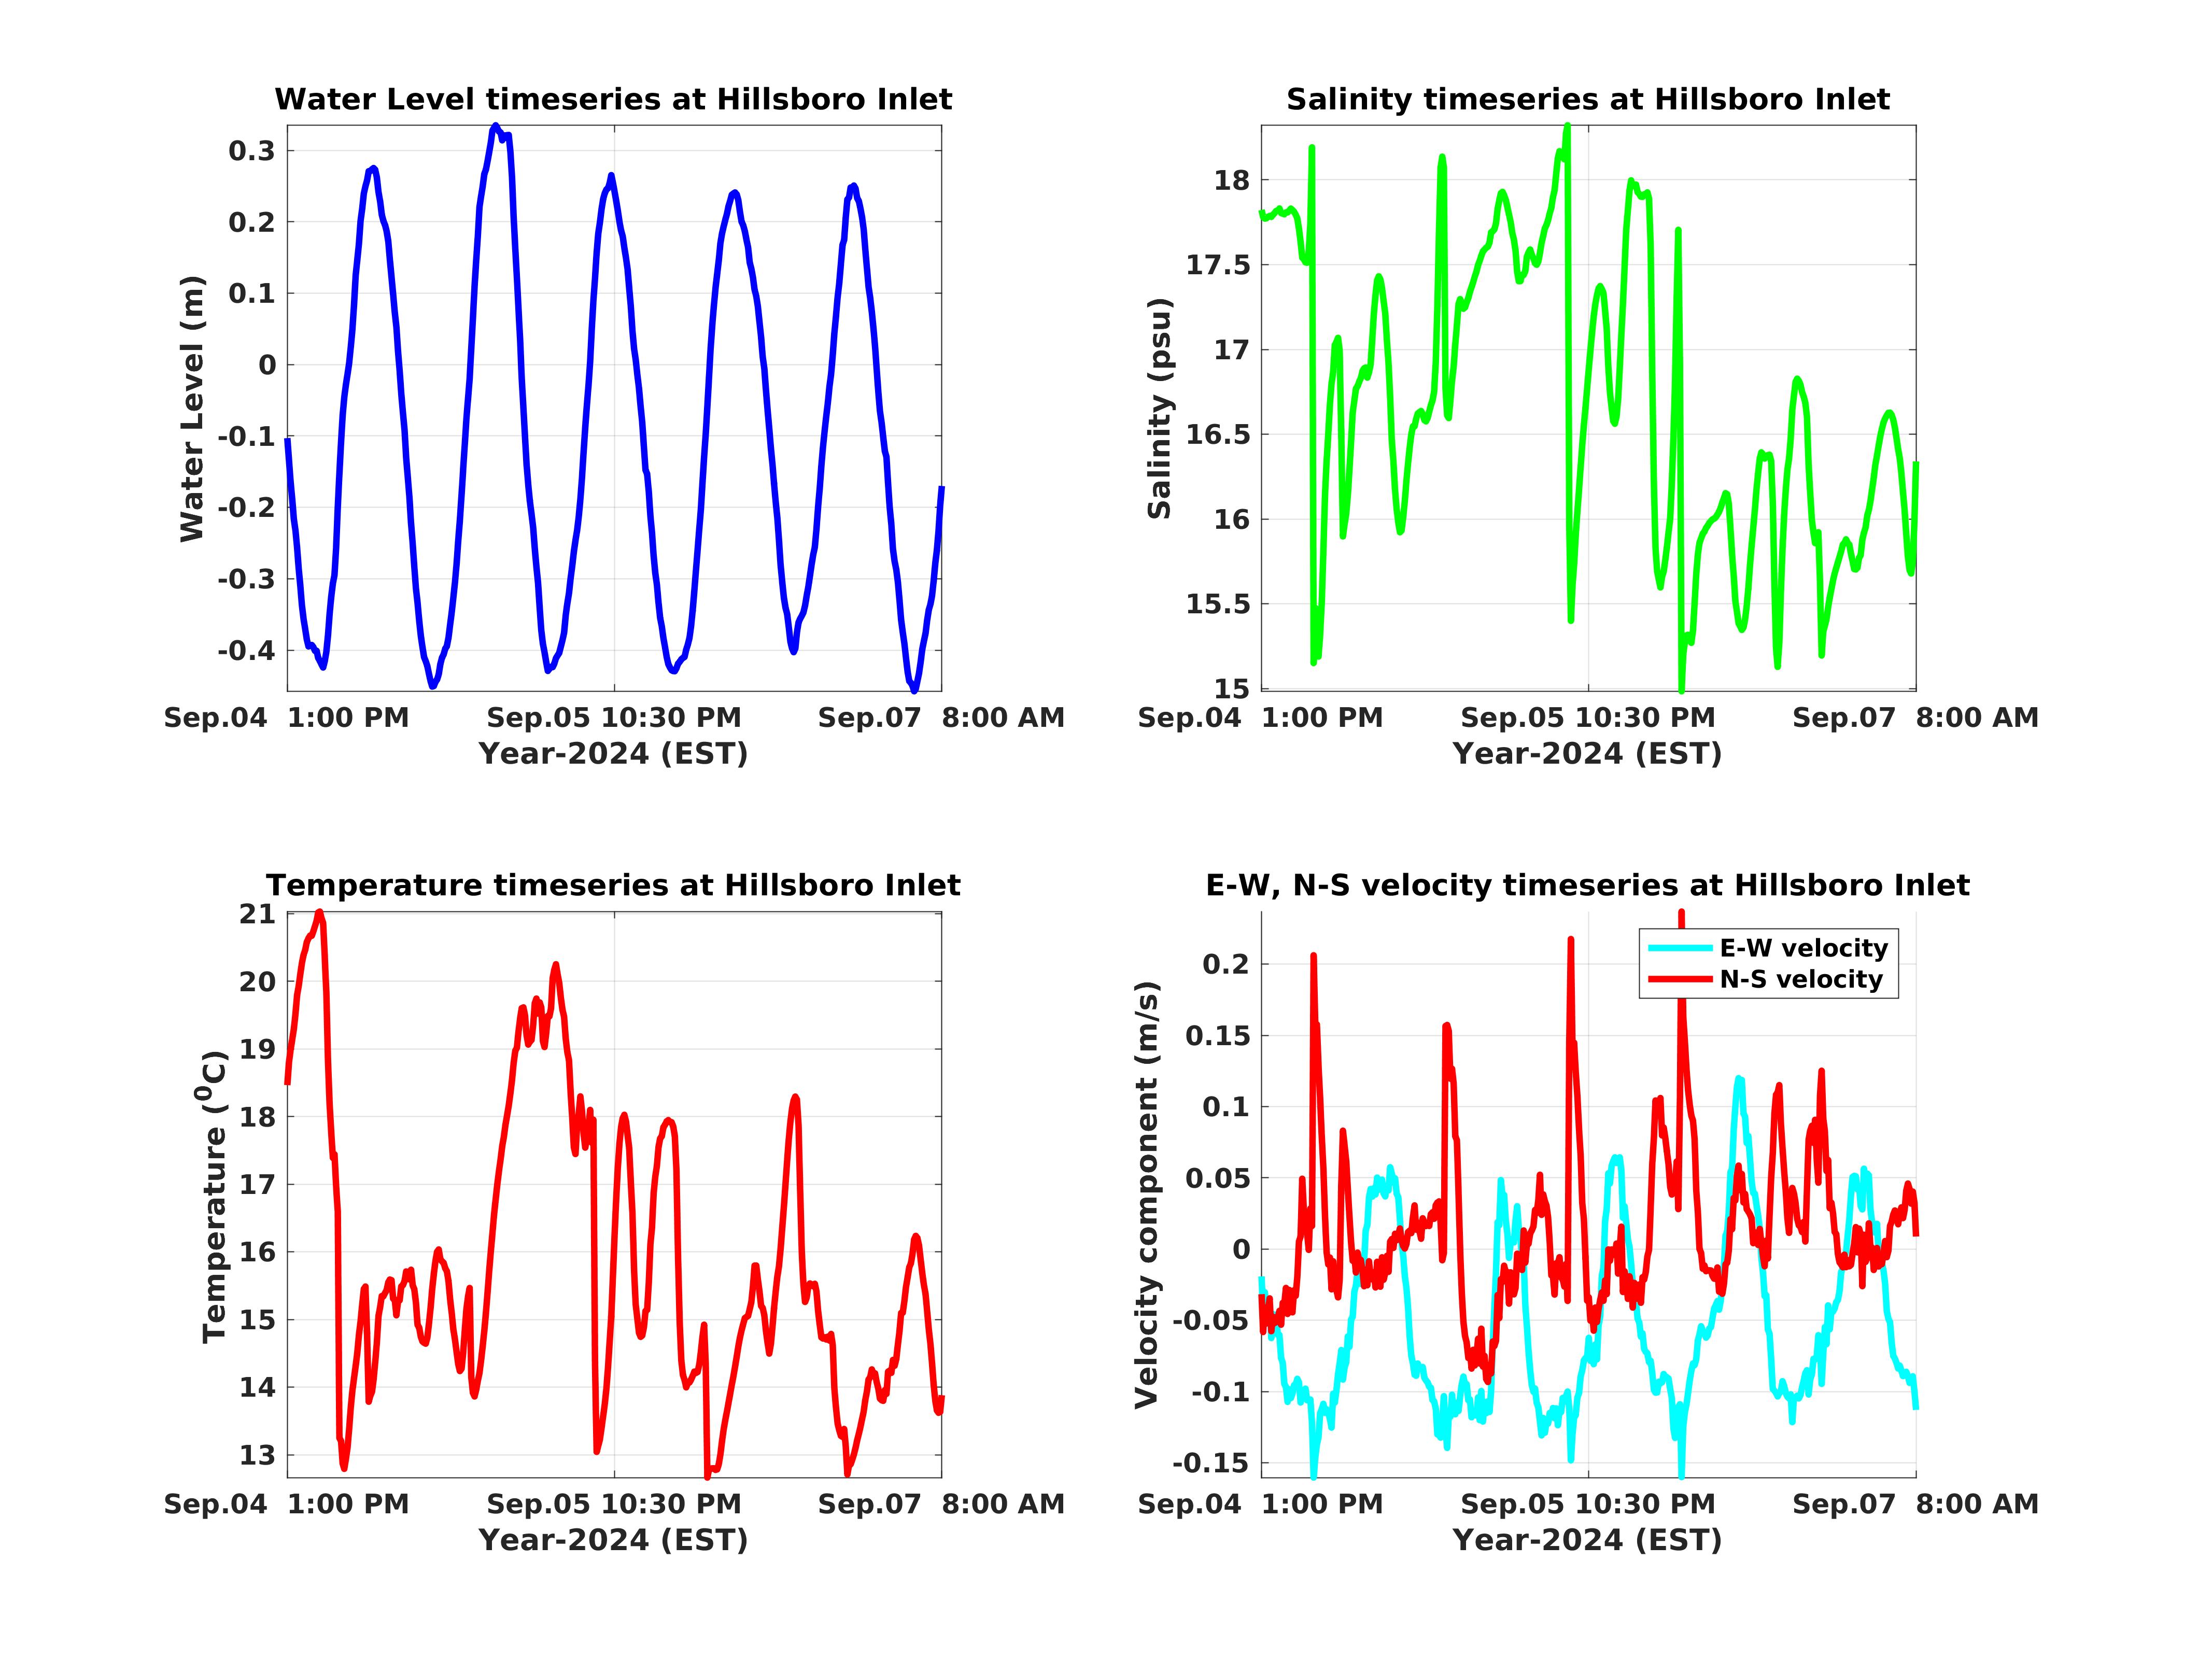 Water Level timeseries at Hillsboro Inlet
Water Level (m)
0.3
0.2
0.1
0
-0.1
-0.2
-0.3
-0.4
Sep.04 1:00 PM
Sep.05 10:30 PM
Sep.07 8:00 AM
Year-2024 (EST)
Salinity timeseries at Hillsboro Inlet
Salinity (psu)
18
17.5
17
16.5
16
15.5
15
Sep.04 1:00 PM
Sep.05 10:30 PM
Sep.07 8:00 AM
Year-2024 (EST)
Temperature timeseries at Hillsboro Inlet
Temperature (⁰C)
21
20
19
18
17
16
15
14
13
Sep.04 1:00 PM
Sep.05 10:30 PM
Sep.07 8:00 AM
Year-2024 (EST)
E-W, N-S velocity timeseries at Hillsboro Inlet
Velocity component (m/s)
E-W velocity
N-S velocity
0.2
0.15
0.1
0.05
0
-0.05
-0.1
-0.15
Sep.04 1:00 PM
Sep.05 10:30 PM
Sep.07 8:00 AM
Year-2024 (EST)